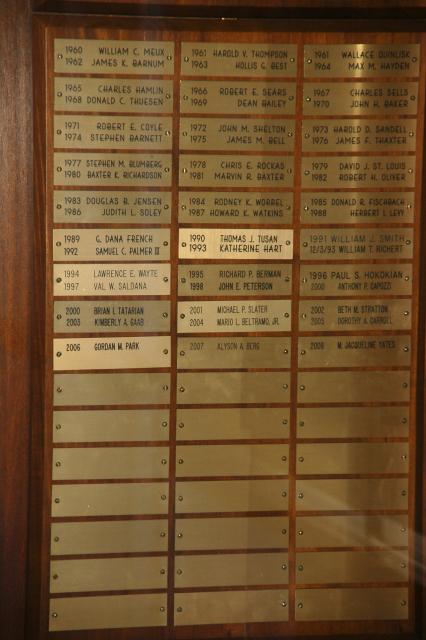 1960 WILLIAM C. MEUX
1962 JAMES K. BARNUM
1961 HAROLD V. THOMPSON
1963 HOLLIS G. BEST
1961 WALLACE QUINLISK
1964 MAX M. HAYDEN
1965 CHARLES HAMLIN
1968 DONALD C. THUESEN
1966 ROBERT E. SEARS
1969 DEAN BAILEY
1967 CHARLES SELLS
1970 JOHN H. BAKER
1971 ROBERT E. COYLE
1974 STEPHEN BARNETT
1972 JOHN M. SHELTON
1975 JAMES M. BELL
1973 HAROLD D. SANDELL
1976 JAMES F. THAXTER
1977 STEPHEN M. BLUMBERG
1980 BAXTER K. RICHARDSON
1978 CHRIS E. ROCKAS
1981 MARVIN R. BAXTER
1979 DAVID J. ST. LOUIS
1982 ROBERT H. OLIVER
1983 DOUGLAS B. JENSEN
1986 JUDITH L. SOLEY
1984 RODNEY K. WORREL
1987 HOWARD K. WATKINS
1985 DONALD R. FISCHBACH
1988 HERBERT I. LEVY
1989 G. DANA FRENCH
1992 SAMUEL C. PALMER III
1990 THOMAS J. TUSAN
1993 KATHERINE HART
1991 WILLIAM J. SMITH
12/3/93 WILLIAM T. RICHERT
1994 LAWRENCE E. WAYTE
1997 VAL W. SALDANA
1995 RICHARD P. BERMAN
1998 JOHN E. PETERSON
1996 PAUL S. HOKOKIAN
2000 ANTHONY P. CAPOZZI
2000 BRIAN I. TATARIAN
2003 KIMBERLY A. GAAB
2001 MICHAEL P. SLATER
2004 MARIO L. BELTRAMO, JR.
2002 BETH M. STRATTON
2005 DOROTHY A. CARROLL
2006 GORDAN M. PARK
2007 ALYSON A. BERG
2008 M. JACQUELINE YATES